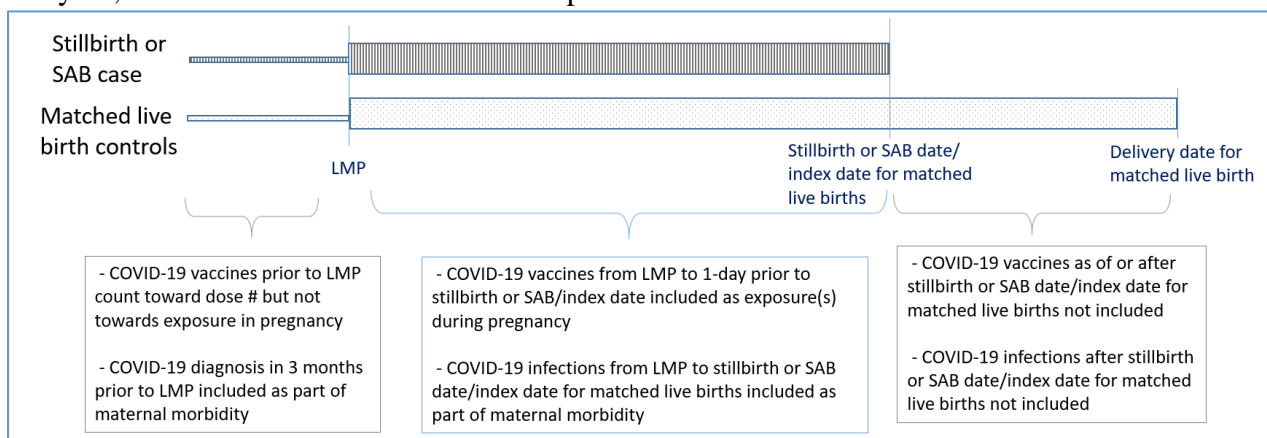 Stillbirth or
SAB case
Matched live
birth controls
LMP
Stillbirth or SAB date/
index date for matched
live births
Delivery date for
matched live birth
- COVID-19 vaccines prior to LMP
count toward dose # but not
towards exposure in pregnancy
- COVID-19 diagnosis in 3 months
prior to LMP included as part of
maternal morbidity
- COVID-19 vaccines from LMP to 1-day prior to
stillbirth or SAB/index date included as exposure(s)
during pregnancy
- COVID-19 infections from LMP to stillbirth or SAB
date/index date for matched live births included as
part of maternal morbidity
- COVID-19 vaccines as of or after
stillbirth or SAB date/index date for
matched live births not included
- COVID-19 infections after stillbirth
or SAB date/index date for matched
live births not included